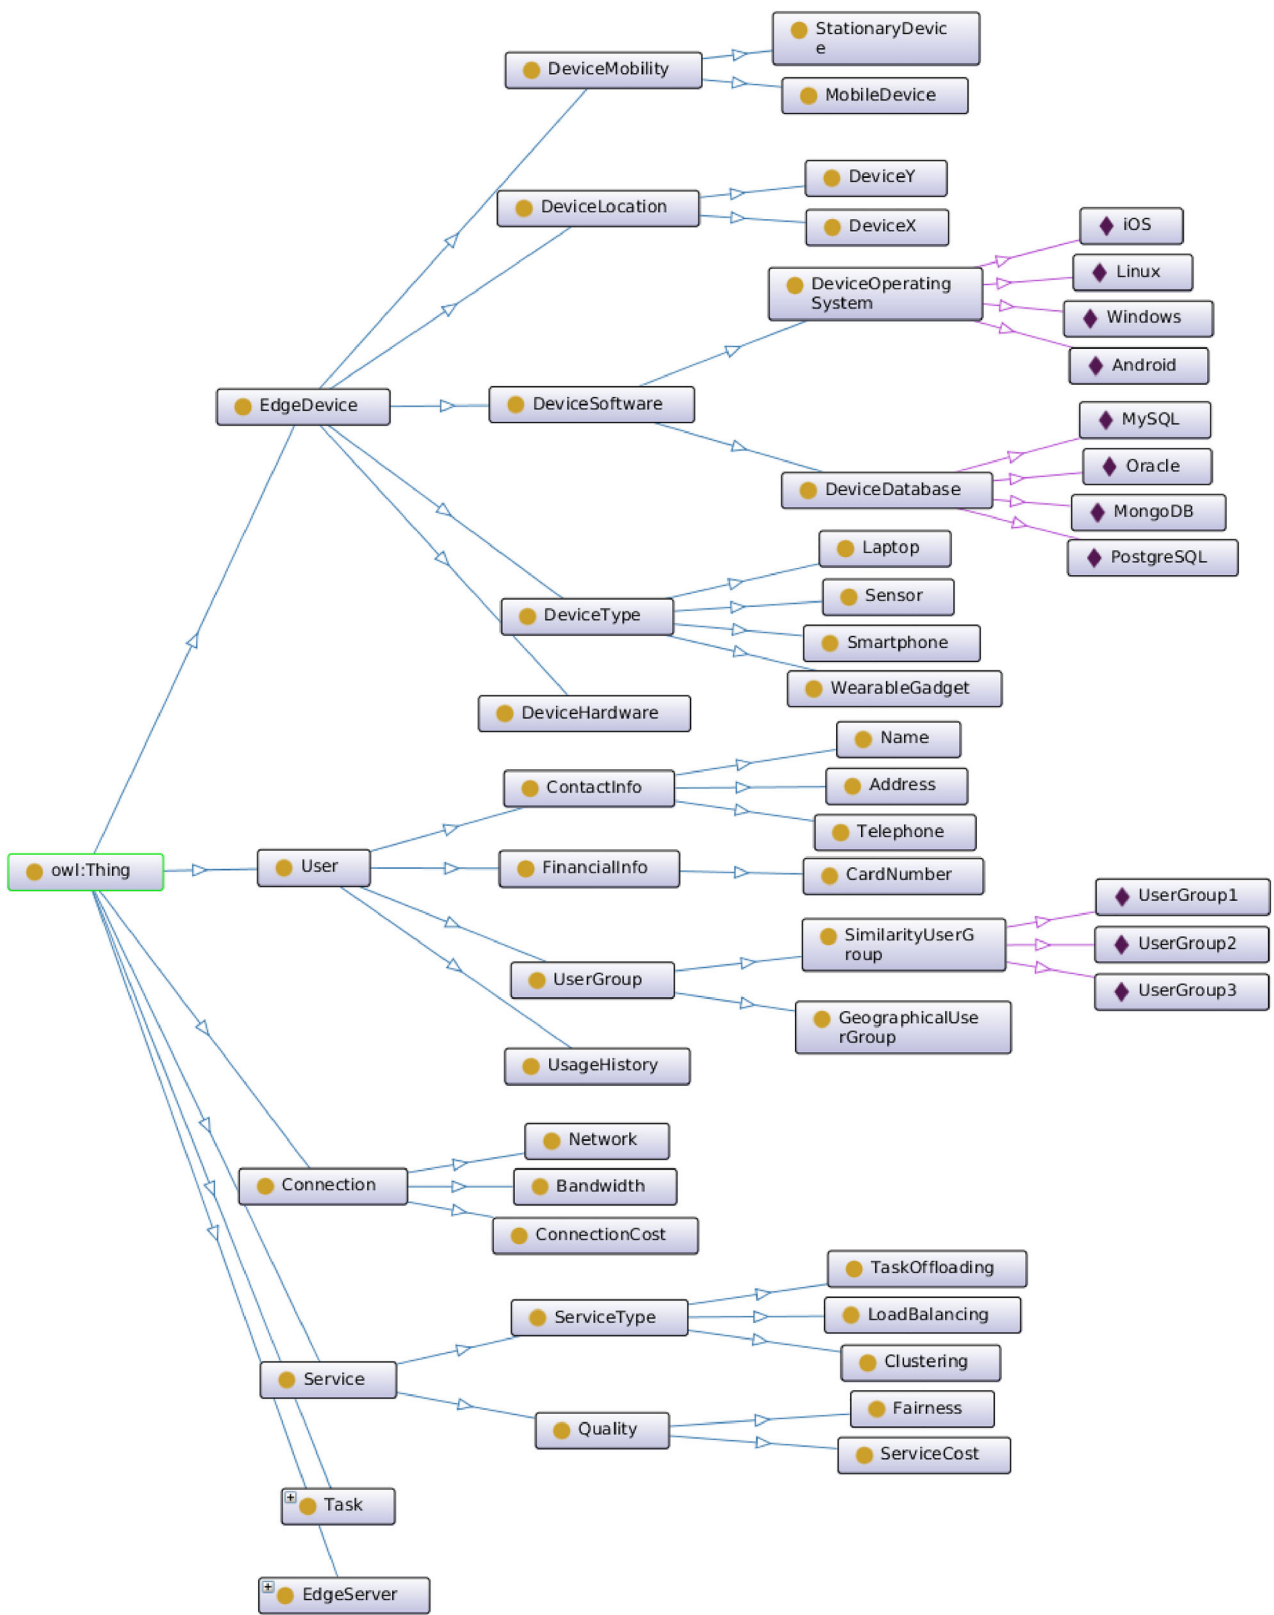 StationaryDevic
e
DeviceMobility
MobileDevice
DeviceY
DeviceLocation
DeviceX
iOS
Linux
DeviceOperating
System
Windows
Android
EdgeDevice
DeviceSoftware
MySQL
Oracle
DeviceDatabase
MongoDB
PostgreSQL
Laptop
Sensor
DeviceType
Smartphone
WearableGadget
DeviceHardware
Name
ContactInfo
Address
Telephone
owl:Thing
User
FinancialInfo
CardNumber
UserGroup1
SimilarityUserG
roup
UserGroup2
UserGroup
UserGroup3
GeographicalUse
rGroup
UsageHistory
Network
Connection
Bandwidth
ConnectionCost
TaskOffloading
ServiceType
LoadBalancing
Clustering
Service
Fairness
Quality
ServiceCost
Task
EdgeServer